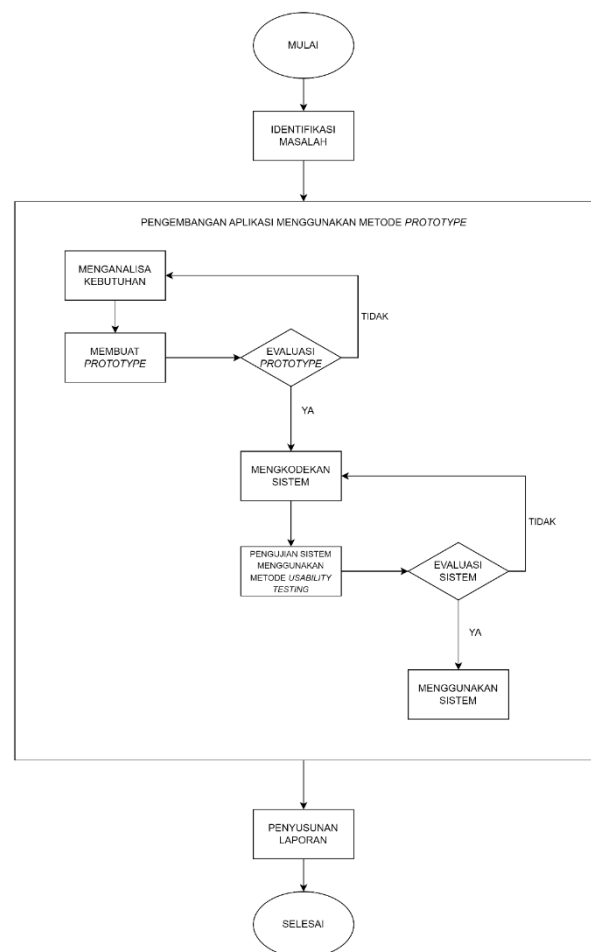 MULAI
IDENTIFIKASI
MASALAH
PENGEMBANGAN APLIKASI MENGGUNAKAN METODE PROTOTYPE
MENGANALISA
KEBUTUHAN
TIDAK
MEMBUAT
PROTOTYPE
EVALUASI
PROTOTYPE
YA
MENGKODEKAN
SISTEM
TIDAK
PENGUJIAN SISTEM
MENGGUNAKAN
METODE USABILITY
TESTING
EVALUASI
SISTEM
YA
MENGGUNAKAN
SISTEM
PENYUSUNAN
LAPORAN
SELESAI